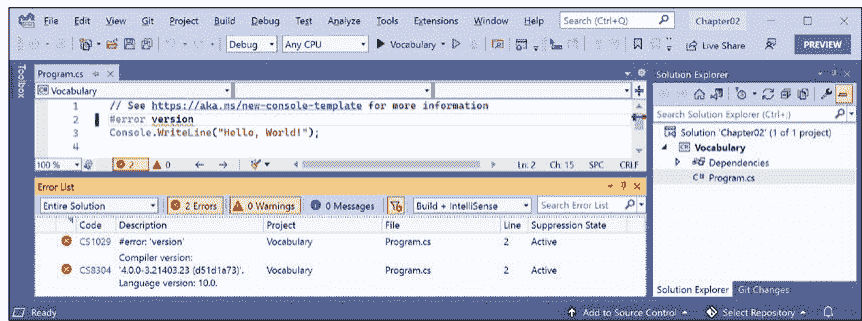 File Edit View Git Project Build Debug Test Analyze Tools Extensions Window Help Search (Ctrl+Q) Chapter02
Debug Any CPU Vocabulary Live Share PREVIEW
Toolbox
Program.cs
Vocabulary
1 // See https://aka.ms/new-console-template for more information
2 #error version
3 Console.WriteLine("Hello, World!");
4
100 % 2 0 Ln: 2 Ch: 15 SPC CRLF
Error List
Entire Solution 2 Errors 0 Warnings 0 Messages Build + IntelliSense Search Error List
Code Description Project File Line Suppression State
CS1029 #error: 'version' Vocabulary Program.cs 2 Active
Compiler version:
CS8304 '4.0.0-3.21403.23 (d51d1a73)'. Vocabulary Program.cs 2 Active
Language version: 10.0.
Solution Explorer
Search Solution Explorer (Ctrl+;)
Solution 'Chapter02' (1 of 1 project)
Vocabulary
Dependencies
C# Program.cs
Solution Explorer Git Changes
Ready Add to Source Control Select Repository